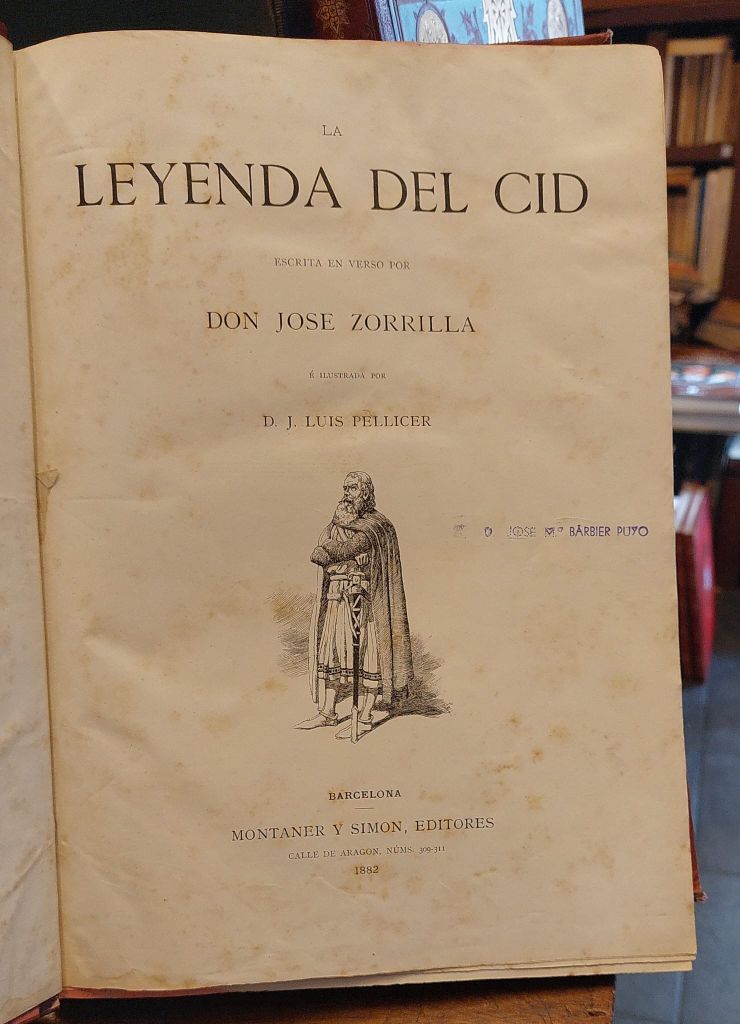 LA
LEYENDA DEL CID
ESCRITA EN VERSO POR
DON JOSE ZORRILLA
É ILUSTRADA POR
D. J. LUIS PELLICER
JOSÉ Mª BARBIER PUYO
BARCELONA
MONTANER Y SIMON, EDITORES
CALLE DE ARAGON, NÚMS. 309-311
1882